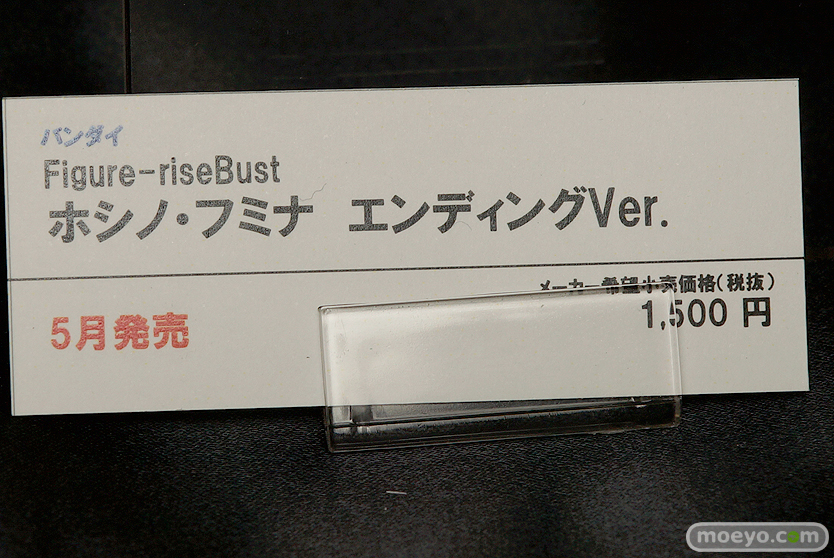 バンダイ
Figure-riseBust
ホシノ・フミナ エンディングVer.
メーカー希望小売価格(税抜)
5月発売
1,500 円
moeyo.com